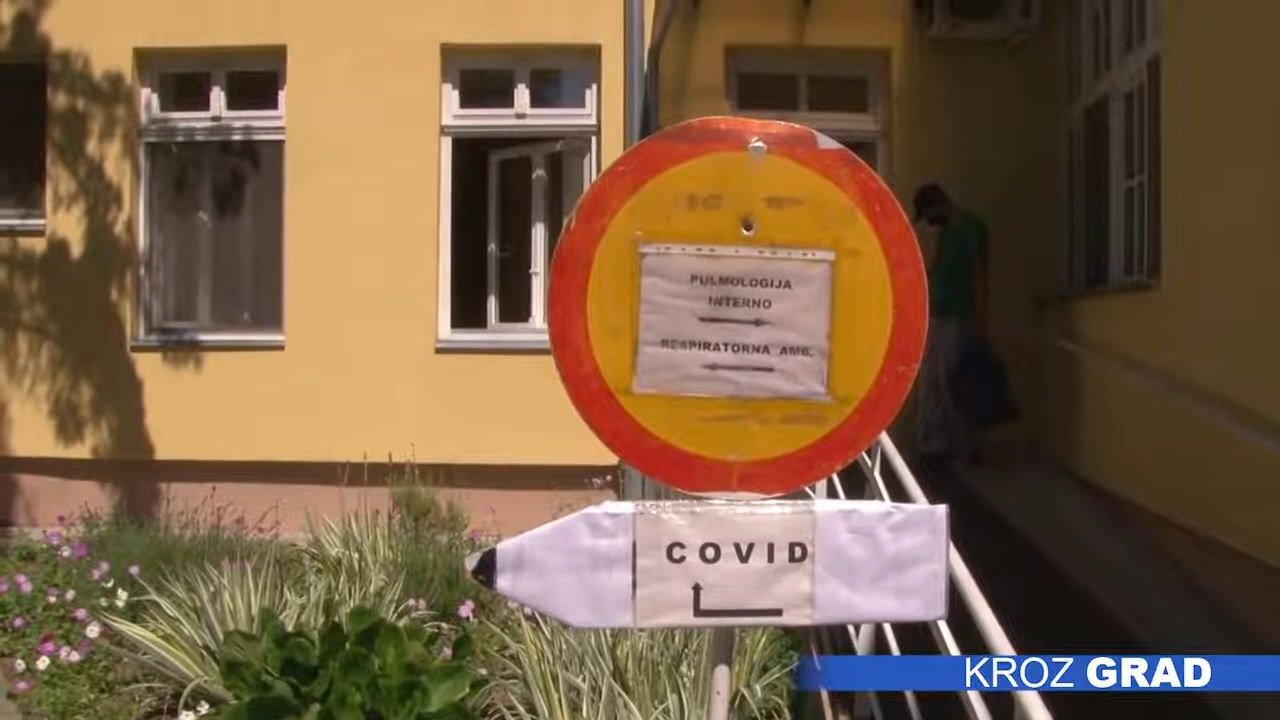 PULMOLOGIJA
INTERNO
RESPIRATORNA AMB.
COVID
KROZ GRAD